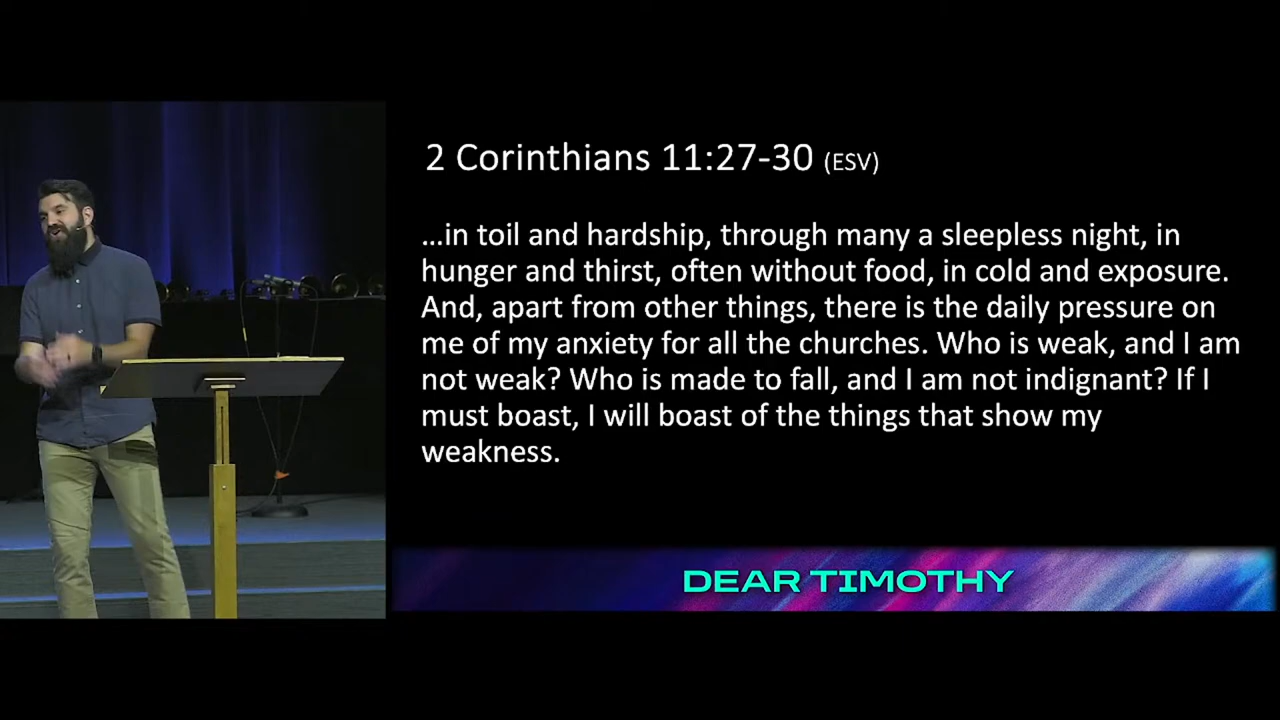 2 Corinthians 11:27-30 (ESV)
…in toil and hardship, through many a sleepless night, in
hunger and thirst, often without food, in cold and exposure.
And, apart from other things, there is the daily pressure on
me of my anxiety for all the churches. Who is weak, and I am
not weak? Who is made to fall, and I am not indignant? If I
must boast, I will boast of the things that show my
weakness.
DEAR TIMOTHY